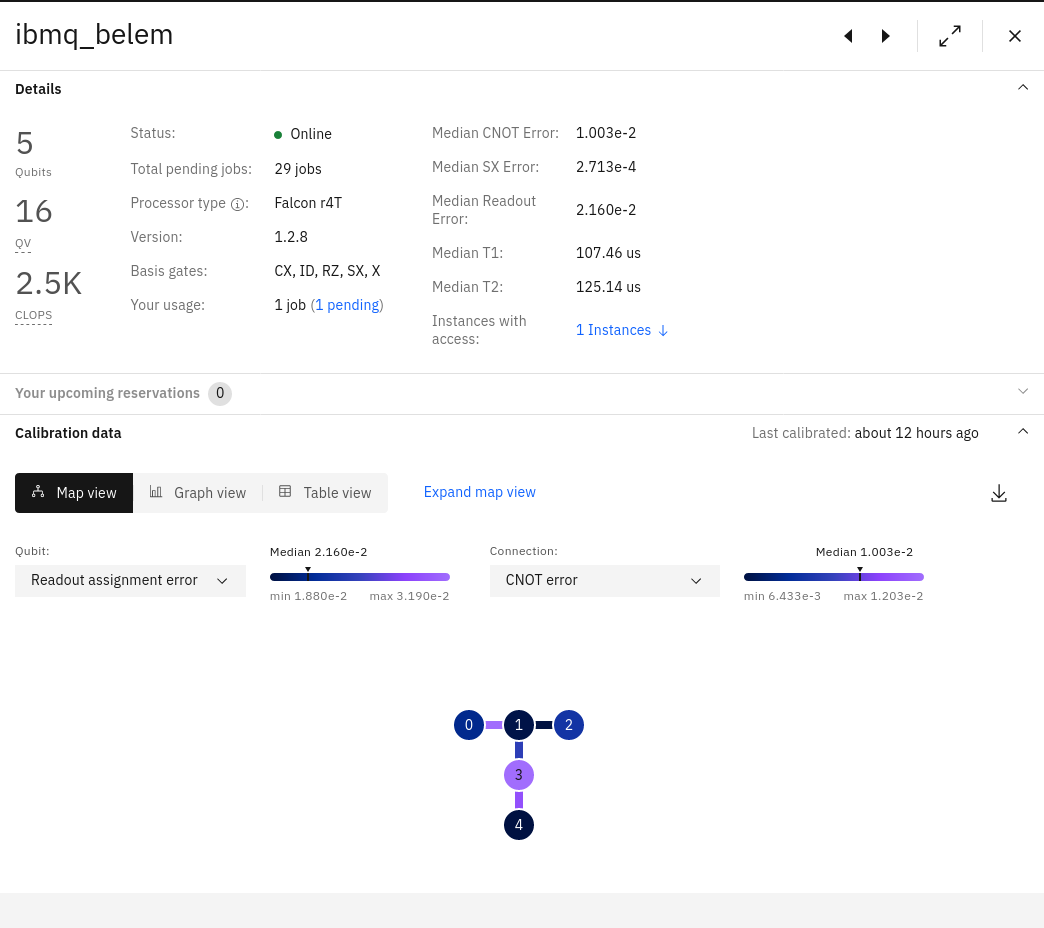 ibmq_belem
Details
5
Qubits
16
QV
2.5K
CLOPS
Status: Online
Total pending jobs: 29 jobs
Processor type ⓘ: Falcon r4T
Version: 1.2.8
Basis gates: CX, ID, RZ, SX, X
Your usage: 1 job (1 pending)
Median CNOT Error: 1.003e-2
Median SX Error: 2.713e-4
Median Readout
Error: 2.160e-2
Median T1: 107.46 us
Median T2: 125.14 us
Instances with
access: 1 Instances ↓
Your upcoming reservations 0
Calibration data
Last calibrated: about 12 hours ago
Map view Graph view Table view Expand map view
Qubit:
Readout assignment error
Median 2.160e-2
min 1.880e-2 max 3.190e-2
Connection:
CNOT error
Median 1.003e-2
min 6.433e-3 max 1.203e-2
0 1 2
3
4